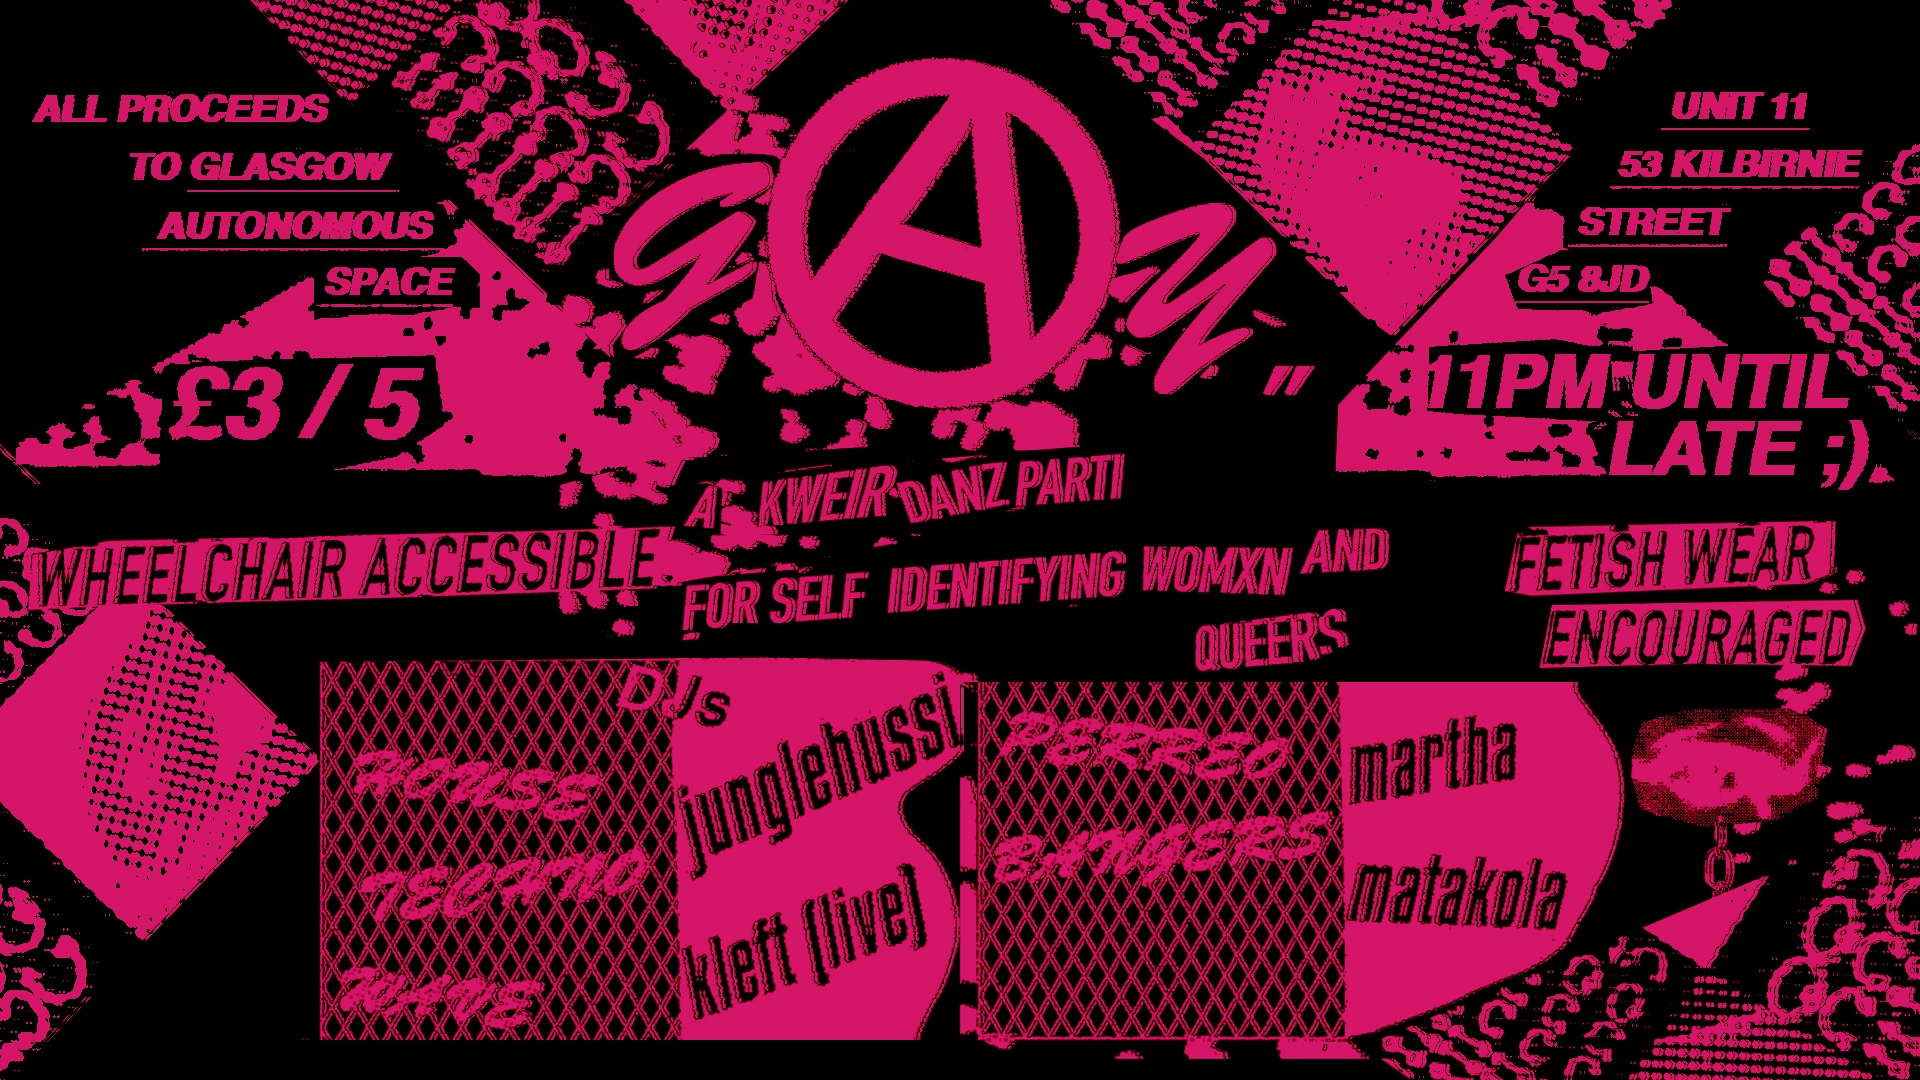 ALL PROCEEDS
TO GLASGOW
AUTONOMOUS
SPACE
£3 / 5
gAy,,
UNIT 11
53 KILBIRNIE
STREET
G5 8JD
11PM UNTIL
LATE ;)
A KWEIR DANZ PARTI
FOR SELF IDENTIFYING WOMXN AND
QUEERS
WHEELCHAIR ACCESSIBLE
FETISH WEAR
ENCOURAGED
DJs
HOUSE
TECHNO
WAVE
junglehussi
kleft (live)
PERREO
BANGERS
martha
matakola